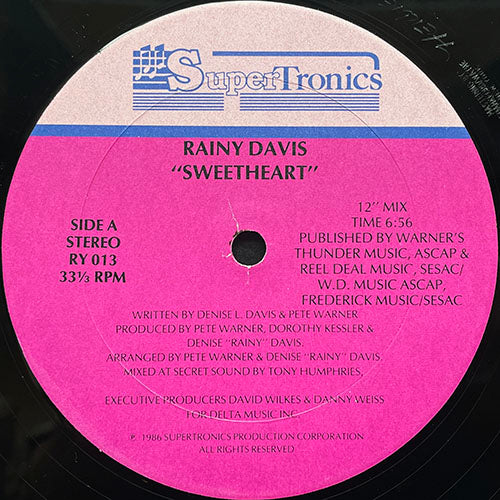 SuperTronics
RAINY DAVIS
"SWEETHEART"
SIDE A
STEREO
RY 013
33⅓ RPM
12" MIX
TIME 6:56
PUBLISHED BY WARNER'S
THUNDER MUSIC, ASCAP &
REEL DEAL MUSIC, SESAC/
W.D. MUSIC ASCAP,
FREDERICK MUSIC/SESAC
WRITTEN BY DENISE L. DAVIS & PETE WARNER
PRODUCED BY PETE WARNER, DOROTHY KESSLER &
DENISE "RAINY" DAVIS.
ARRANGED BY PETE WARNER & DENISE "RAINY" DAVIS.
MIXED AT SECRET SOUND BY TONY HUMPHRIES,
EXECUTIVE PRODUCERS DAVID WILKES & DANNY WEISS
FOR DELTA MUSIC INC.
℗ 1986 SUPERTRONICS PRODUCTION CORPORATION
ALL RIGHTS RESERVED